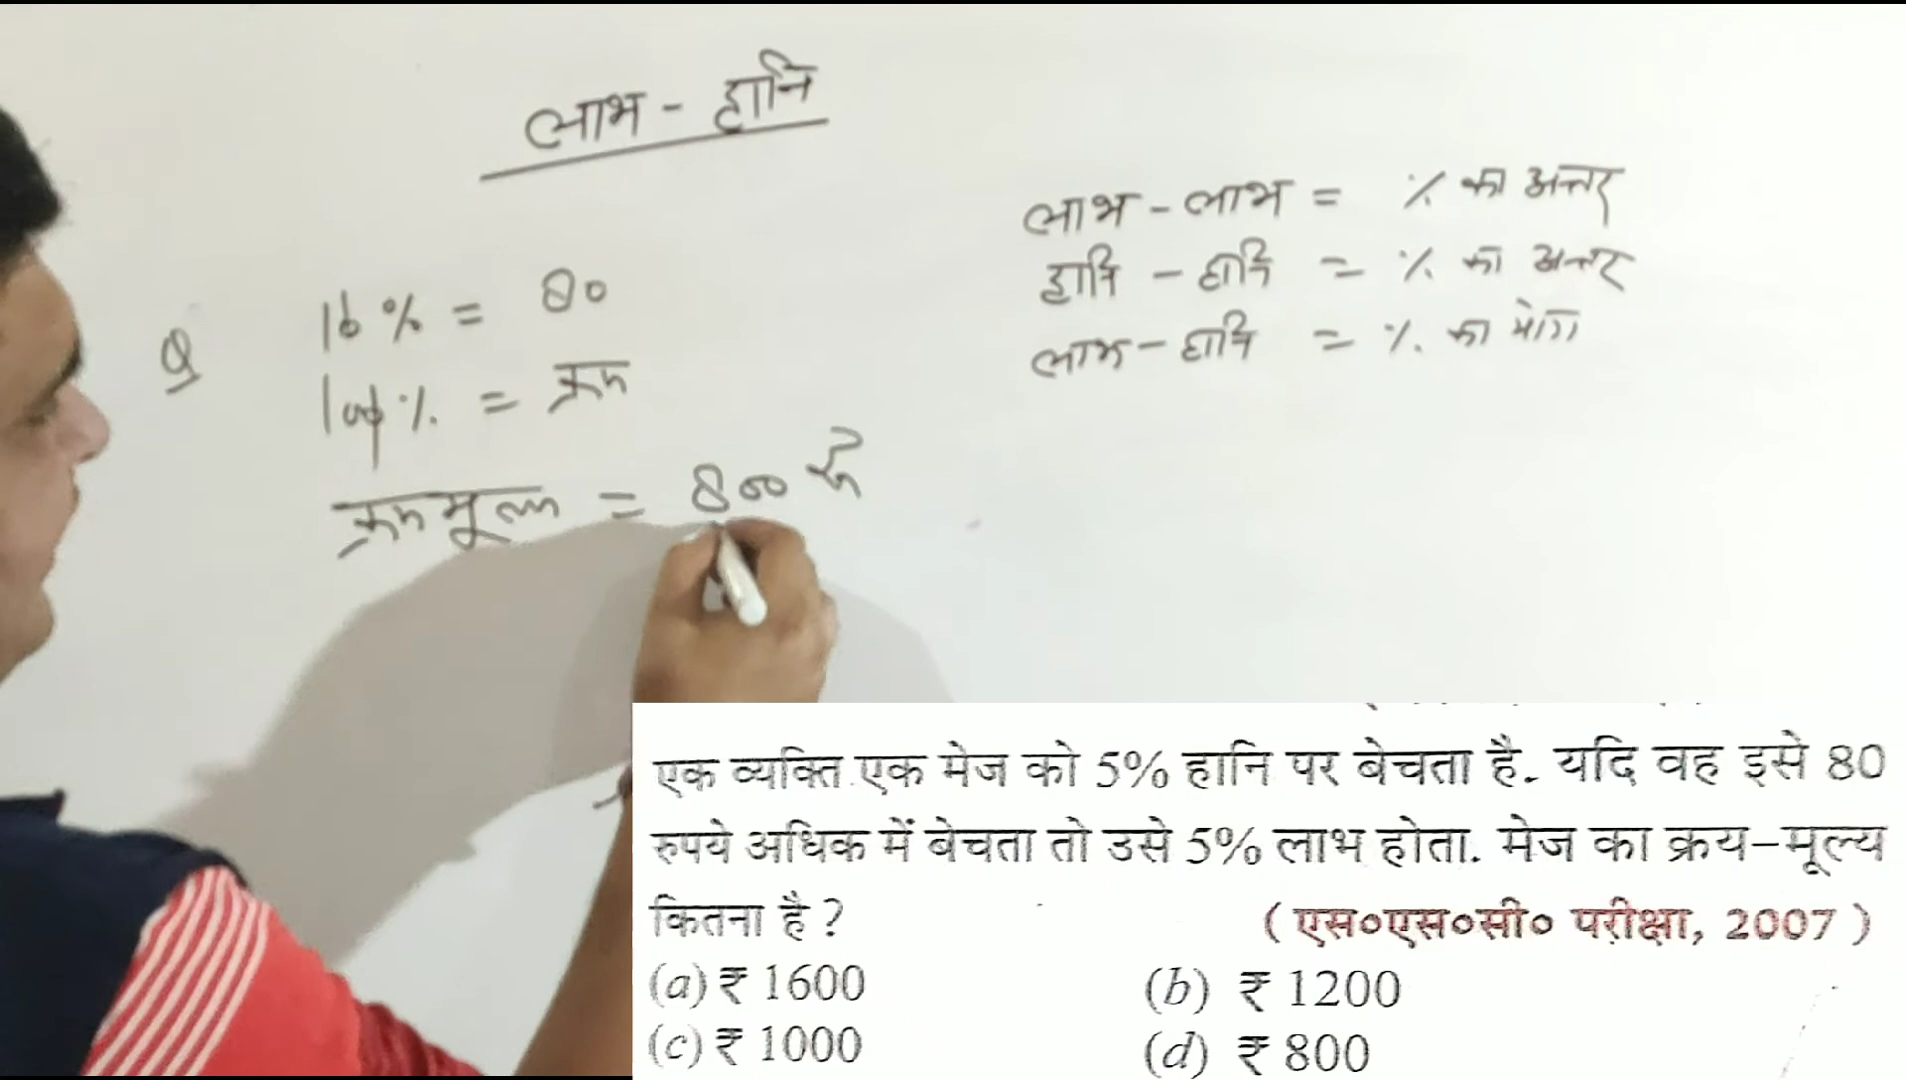 लाभ - हानि
लाभ - लाभ = % का अन्तर
हानि - हानि = % का अन्तर
लाभ - हानि = % का योग
Q 10% = 80
100% = क्रय
क्रयमूल्य = 800 रू
एक व्यक्ति एक मेज को 5% हानि पर बेचता है. यदि वह इसे 80
रुपये अधिक में बेचता तो उसे 5% लाभ होता. मेज का क्रय-मूल्य
कितना है ? ( एस०एस०सी० परीक्षा, 2007 )
(a) ₹ 1600 (b) ₹ 1200
(c) ₹ 1000 (d) ₹ 800